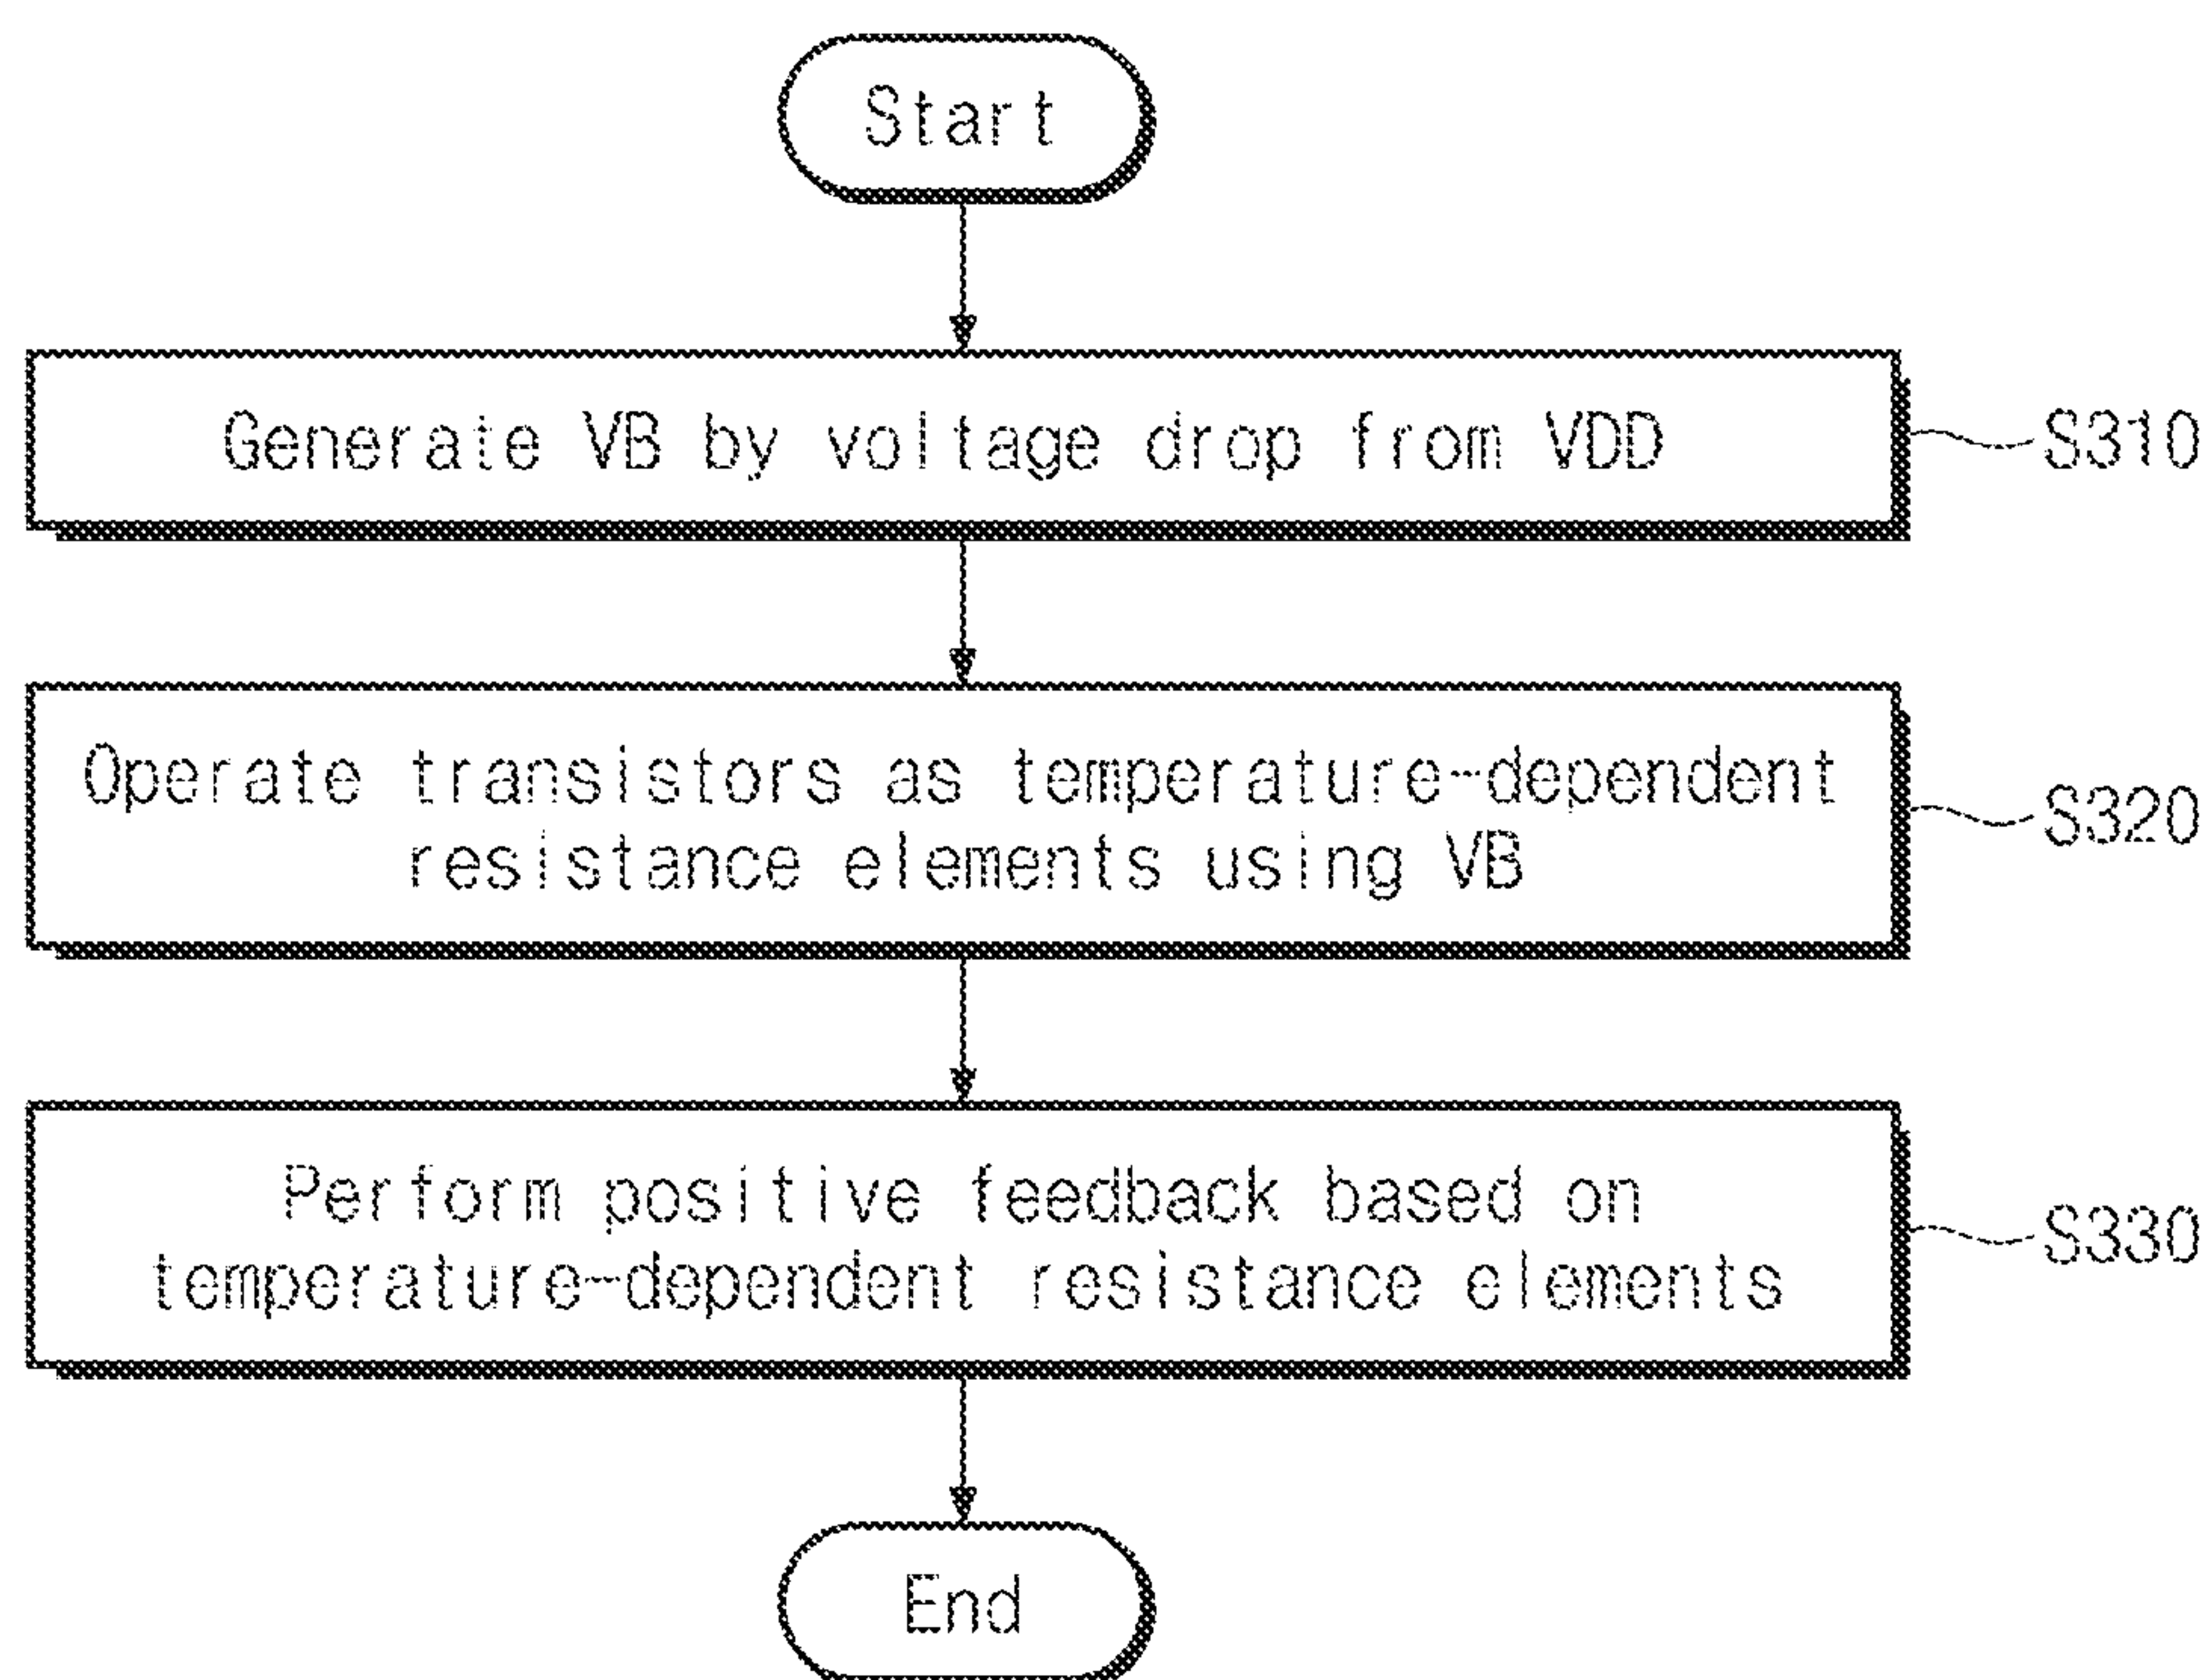 Start
Generate VB by voltage drop from VDD
S310
Operate transistors as temperature-dependent
resistance elements using VB
S320
Perform positive feedback based on
temperature-dependent resistance elements
S330
End